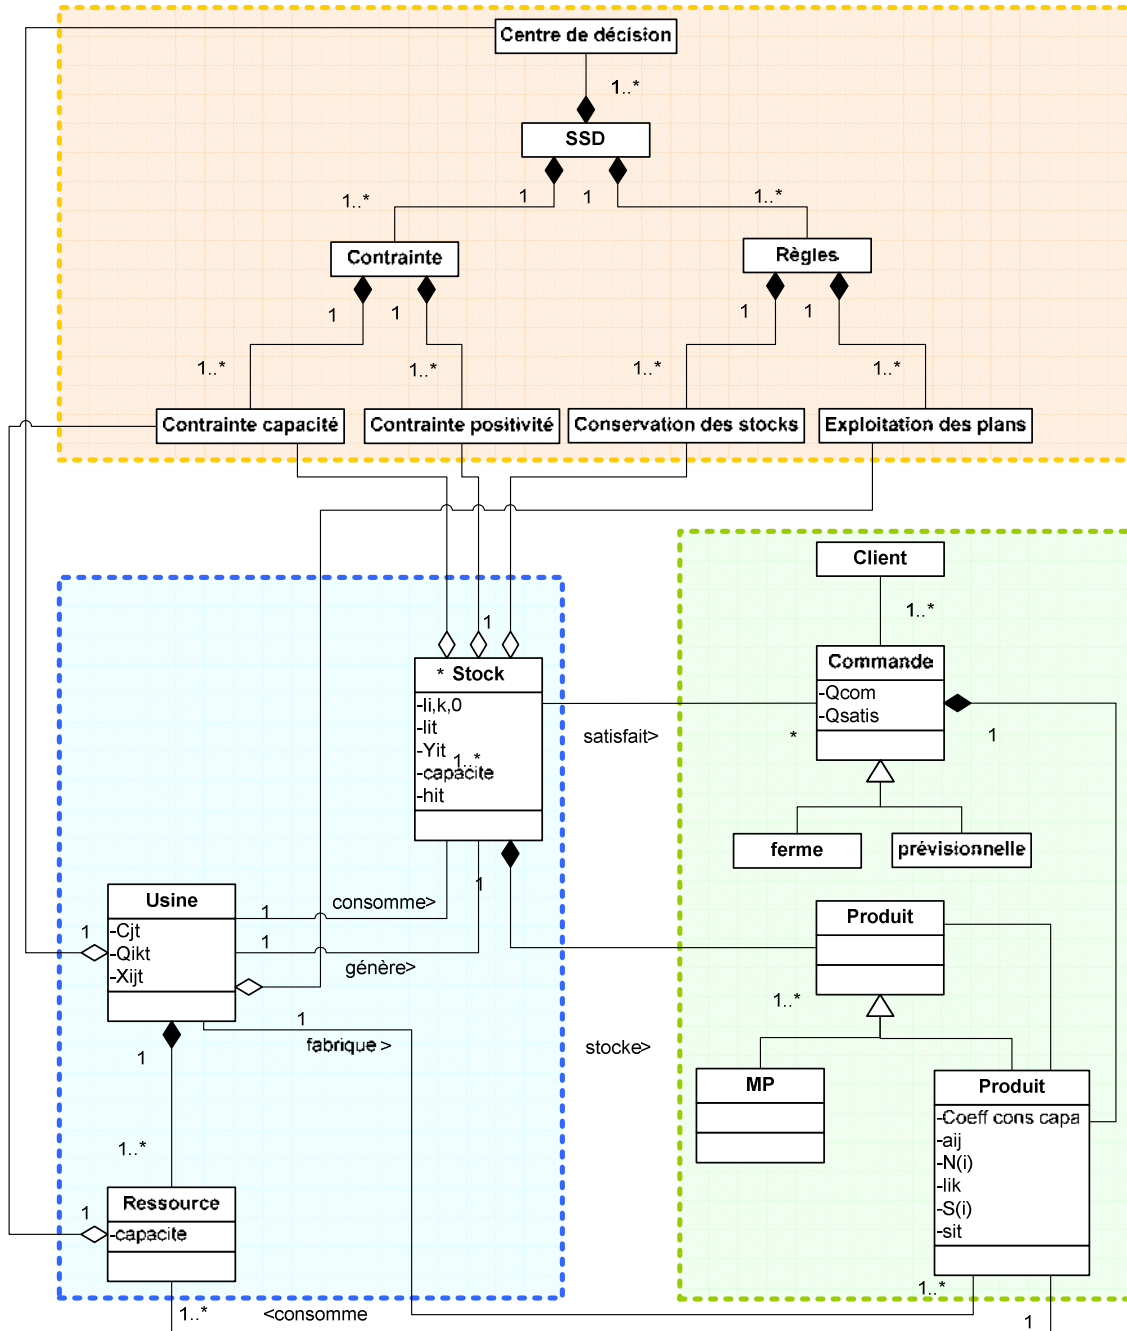 Centre de décision
1..*
SSD
1
1
1..*
1..*
Contrainte
Règles
1
1
1
1
1..*
1..*
1..*
1..*
Contrainte capacité
Contrainte positivité
Conservation des stocks
Exploitation des plans
Client
1..*
1
* Stock
-Ii,k,0
-Iit
-Yit
1..*
-capacite
-hit
satisfait>
Commande
-Qcom
-Qsatis
*
1
ferme
prévisionnelle
1
Usine
-Cjt
-Qikt
-Xijt
1
1
consomme>
1
génère>
Produit
1..*
1
fabrique >
stocke>
1
MP
Produit
-Coeff cons capa
-aij
-N(i)
-lik
-S(i)
-sit
1..*
Ressource
-capacite
1
1..*
<consomme
1..*
1